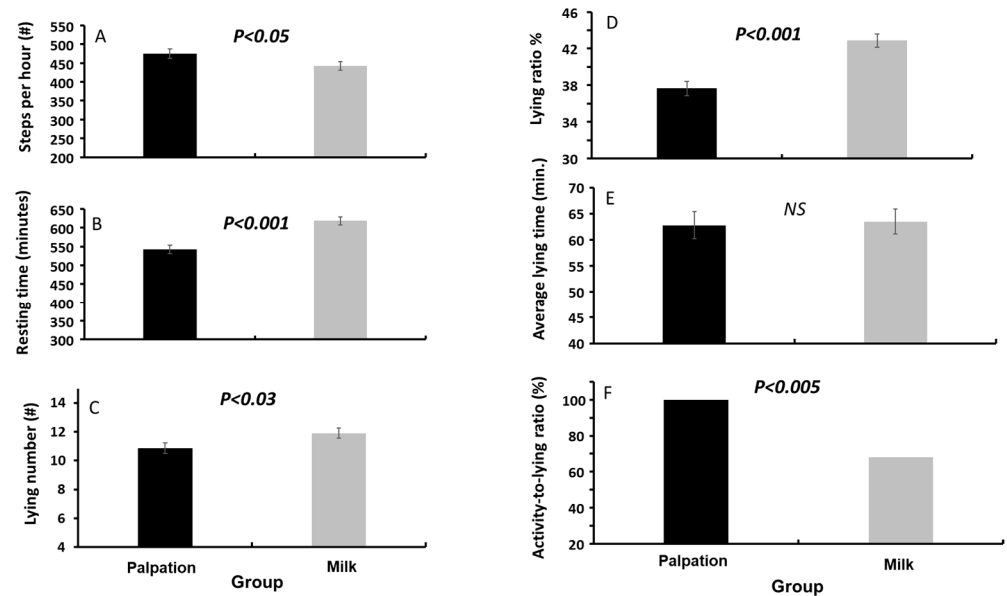 A
P<0.05
Steps per hour (#)
550
500
450
400
350
300
250
200
B
P<0.001
Resting time (minutes)
650
600
550
500
450
400
350
300
C
P<0.03
Lying number (#)
14
12
10
8
6
4
Palpation
Milk
Group
D
P<0.001
Lying ratio %
46
42
38
34
30
E
NS
Average lying time (min.)
70
65
60
55
50
45
40
F
P<0.005
Activity-to-lying ratio (%)
100
80
60
40
20
Palpation
Milk
Group